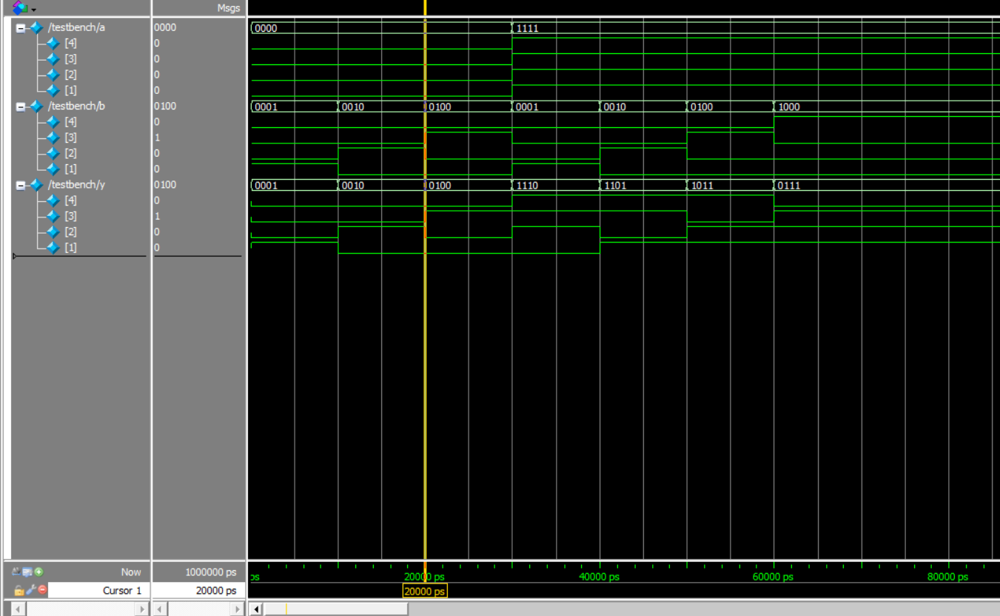 Msgs
/testbench/a 0000 0000 1111
[4] 0
[3] 0
[2] 0
[1] 0
/testbench/b 0100 0001 0010 0100 0001 0010 0100 1000
[4] 0
[3] 1
[2] 0
[1] 0
/testbench/y 0100 0001 0010 0100 1110 1101 1011 0111
[4] 0
[3] 1
[2] 0
[1] 0
Now 1000000 ps ps 20000 ps 40000 ps 60000 ps 80000 ps
Cursor 1 20000 ps 20000 ps